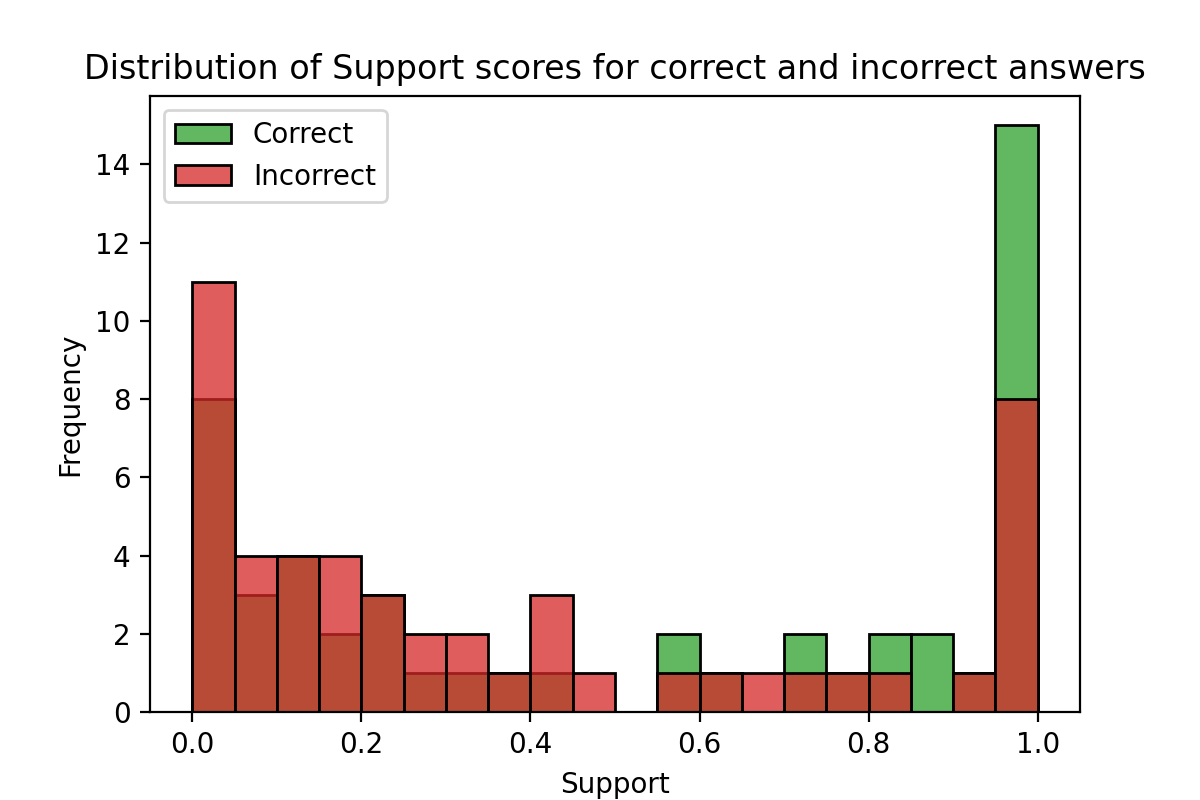 Distribution of Support scores for correct and incorrect answers
Correct
Incorrect
14
12
10
8
6
4
2
0
Frequency
0.0 0.2 0.4 0.6 0.8 1.0
Support